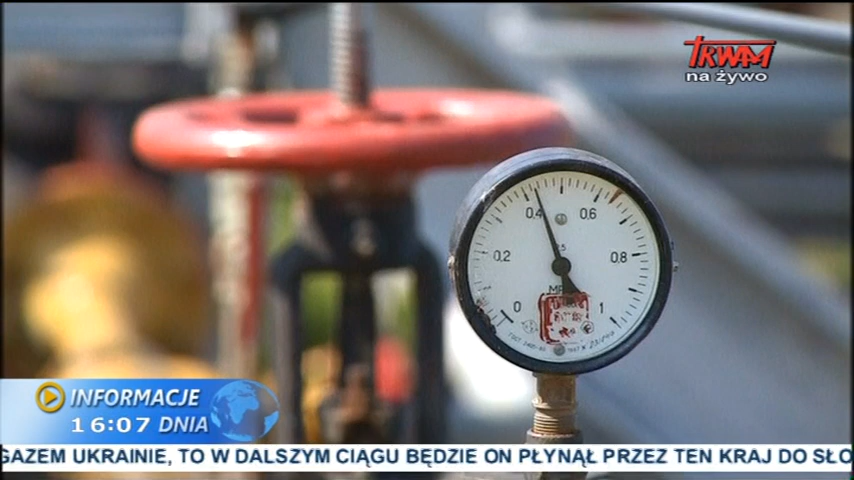 TRWAM
na żywo
0,4
0,6
0,2
0,8
0
1
INFORMACJE
16:07 DNIA
GAZEM UKRAINIE, TO W DALSZYM CIĄGU BĘDZIE ON PŁYNĄŁ PRZEZ TEN KRAJ DO SŁO